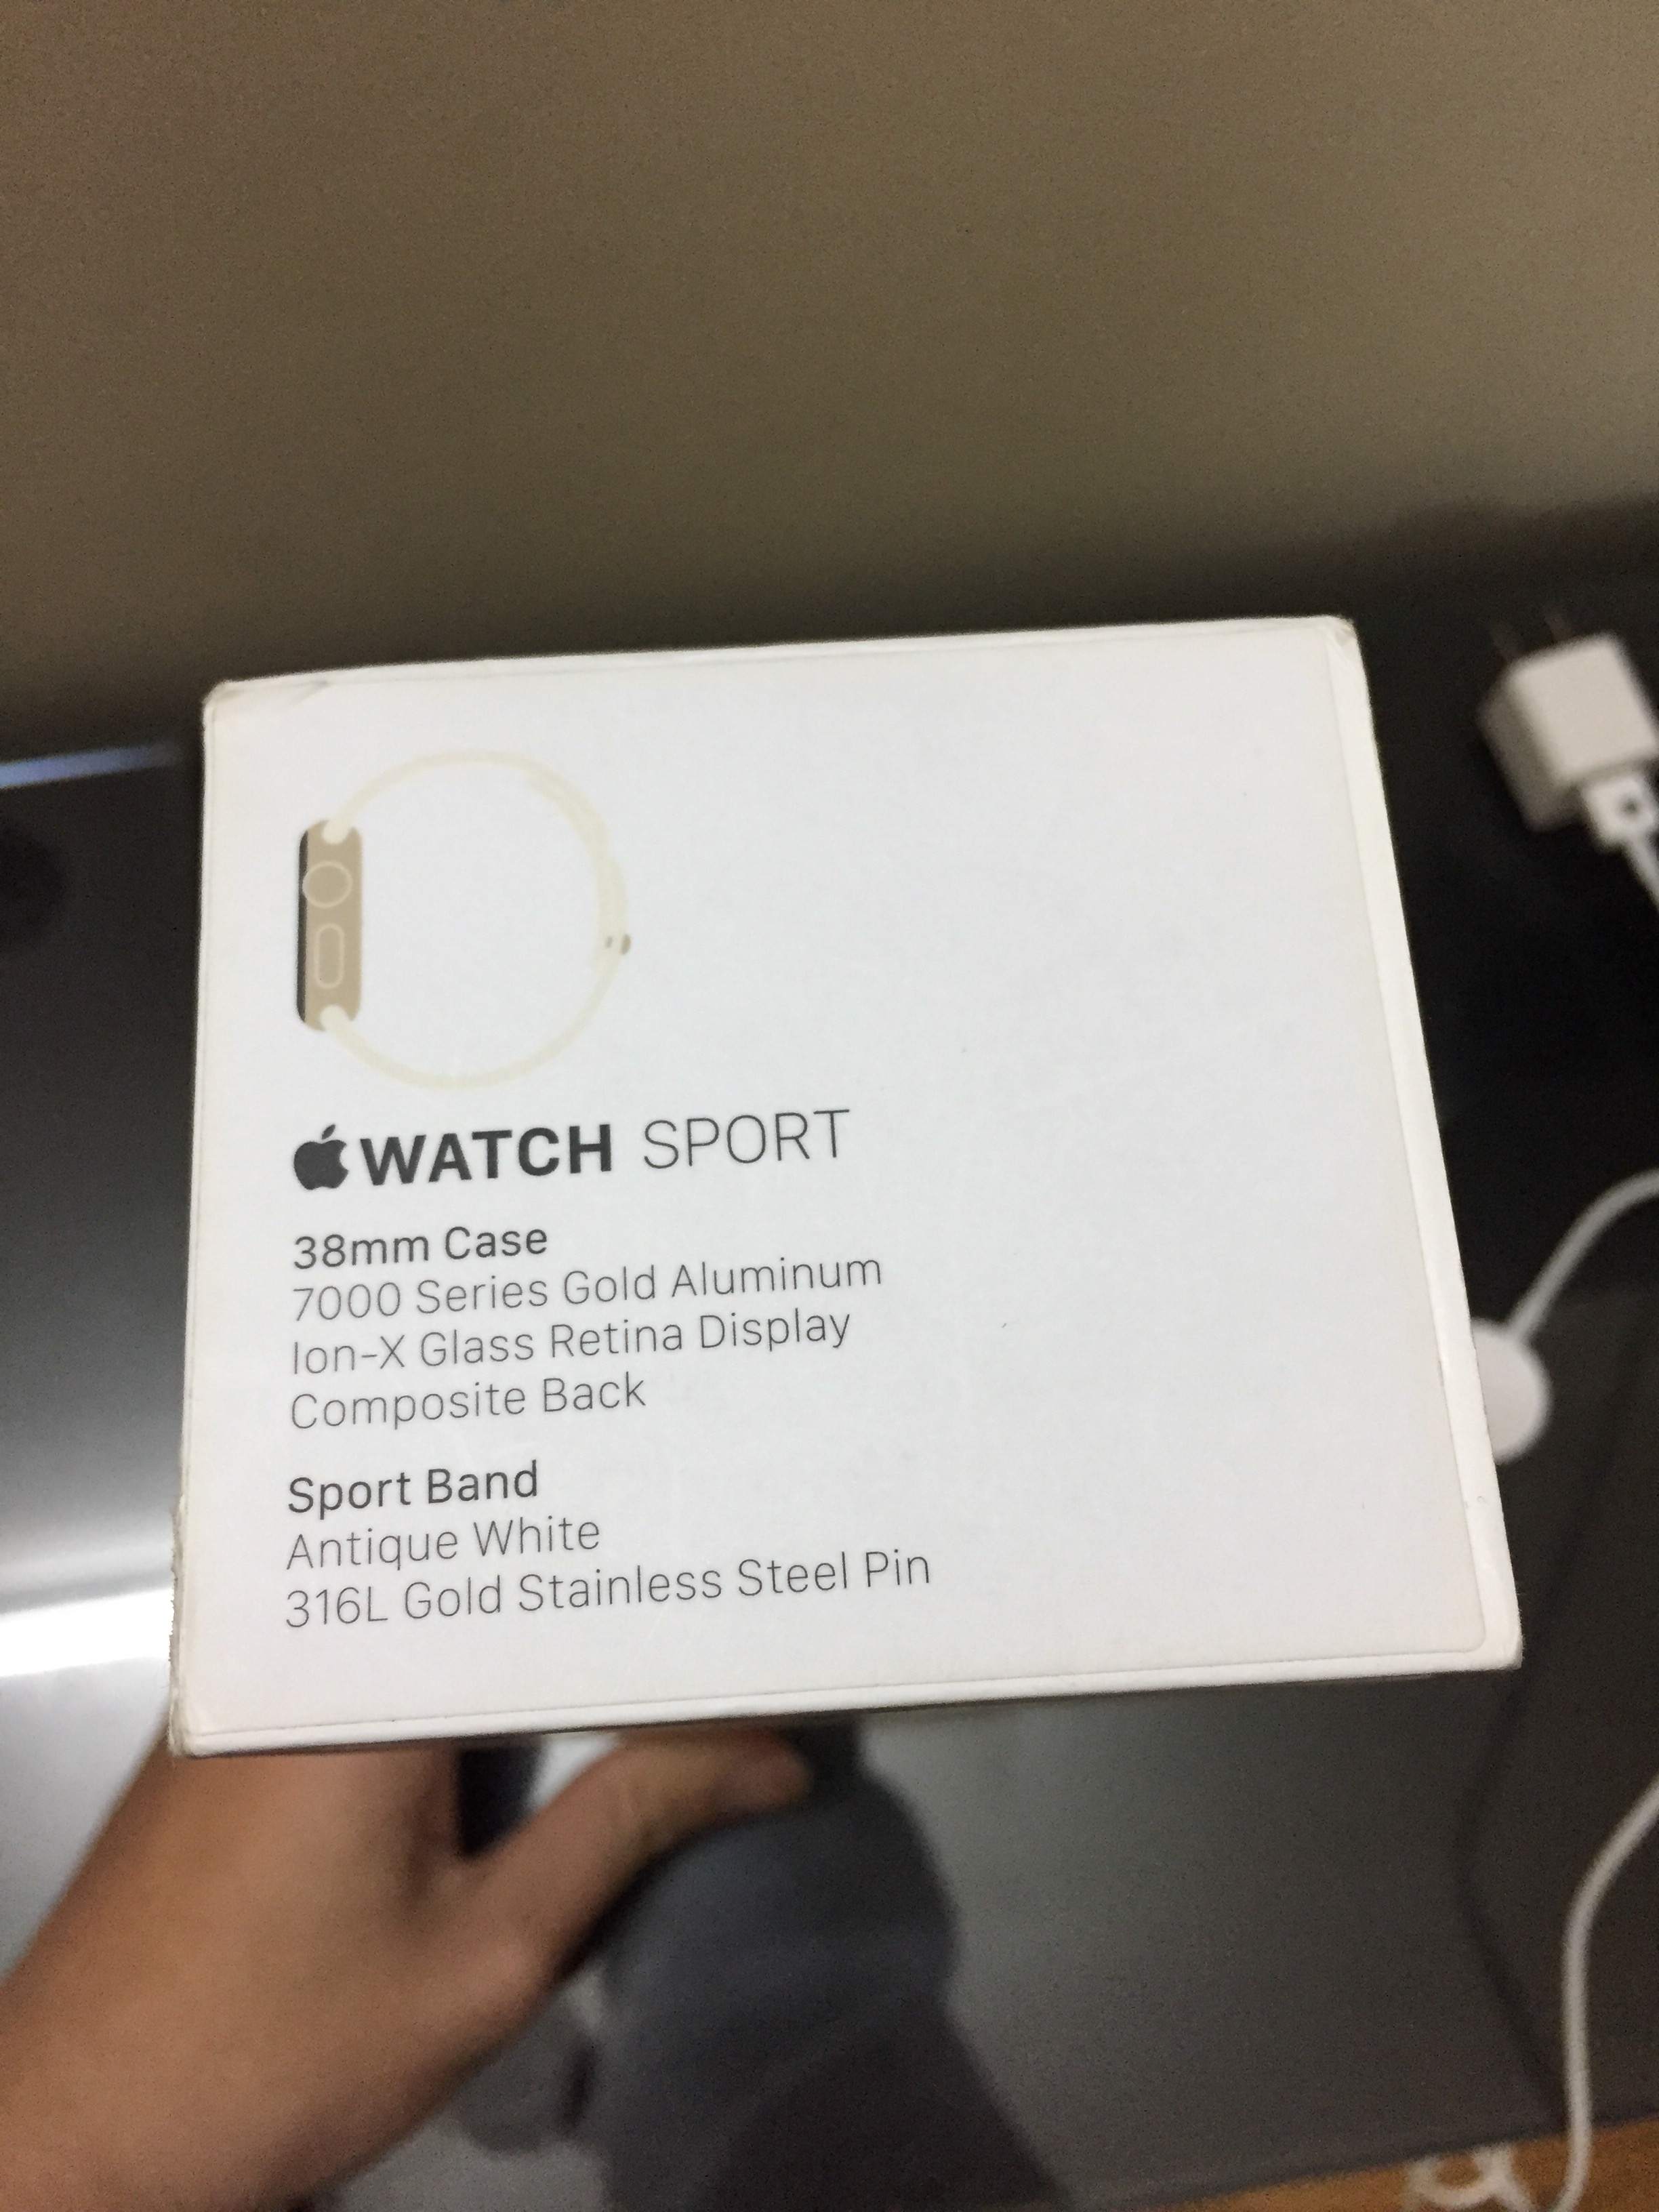 WATCH SPORT
38mm Case
7000 Series Gold Aluminum
Ion-X Glass Retina Display
Composite Back
Sport Band
Antique White
316L Gold Stainless Steel Pin